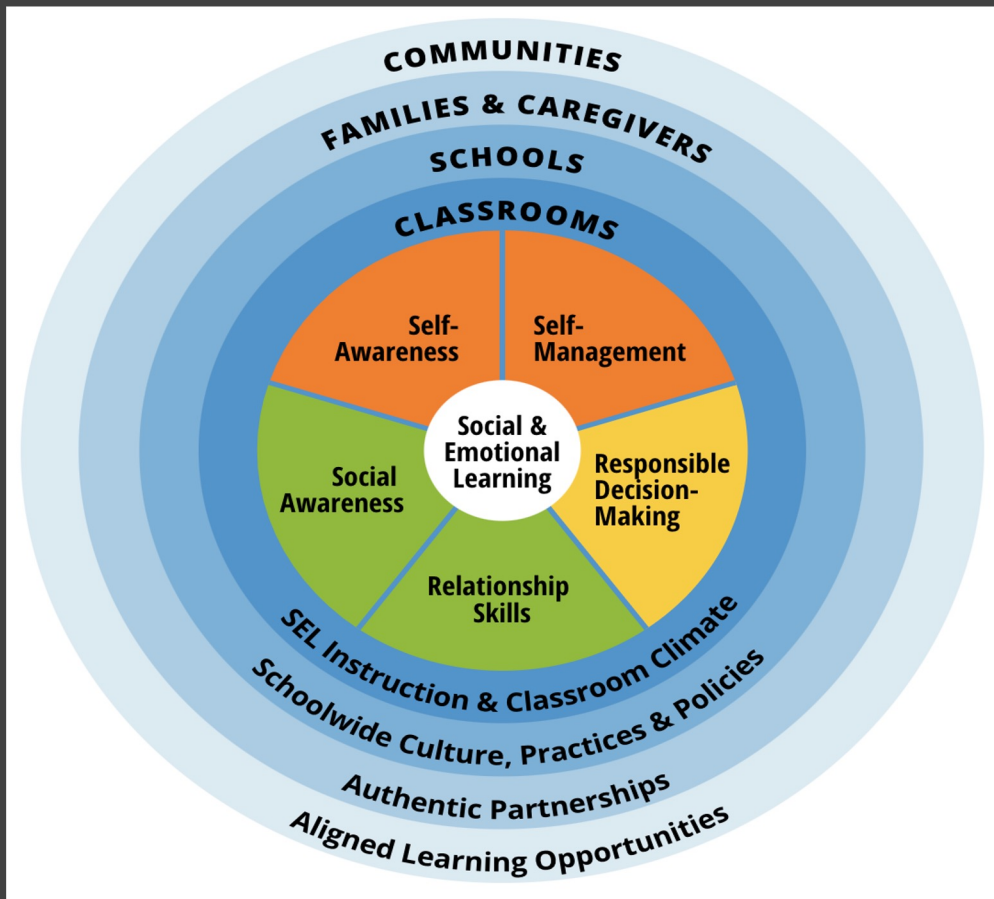 COMMUNITIES
FAMILIES & CAREGIVERS
SCHOOLS
CLASSROOMS
Self-
Awareness
Self-
Management
Social &
Emotional
Learning
Social
Awareness
Responsible
Decision-
Making
Relationship
Skills
SEL Instruction & Classroom Climate
Schoolwide Culture, Practices & Policies
Authentic Partnerships
Aligned Learning Opportunities